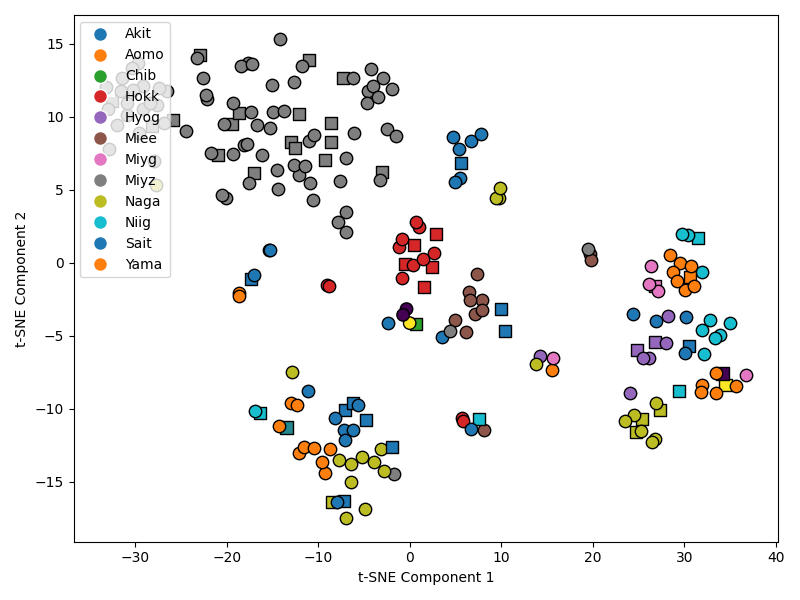 Akit
Aomo
Chib
Hokk
Hyog
Miee
Miyg
Miyz
Naga
Niig
Sait
Yama
15
10
5
0
−5
−10
−15
t-SNE Component 2
−30
−20
−10
0
10
20
30
40
t-SNE Component 1